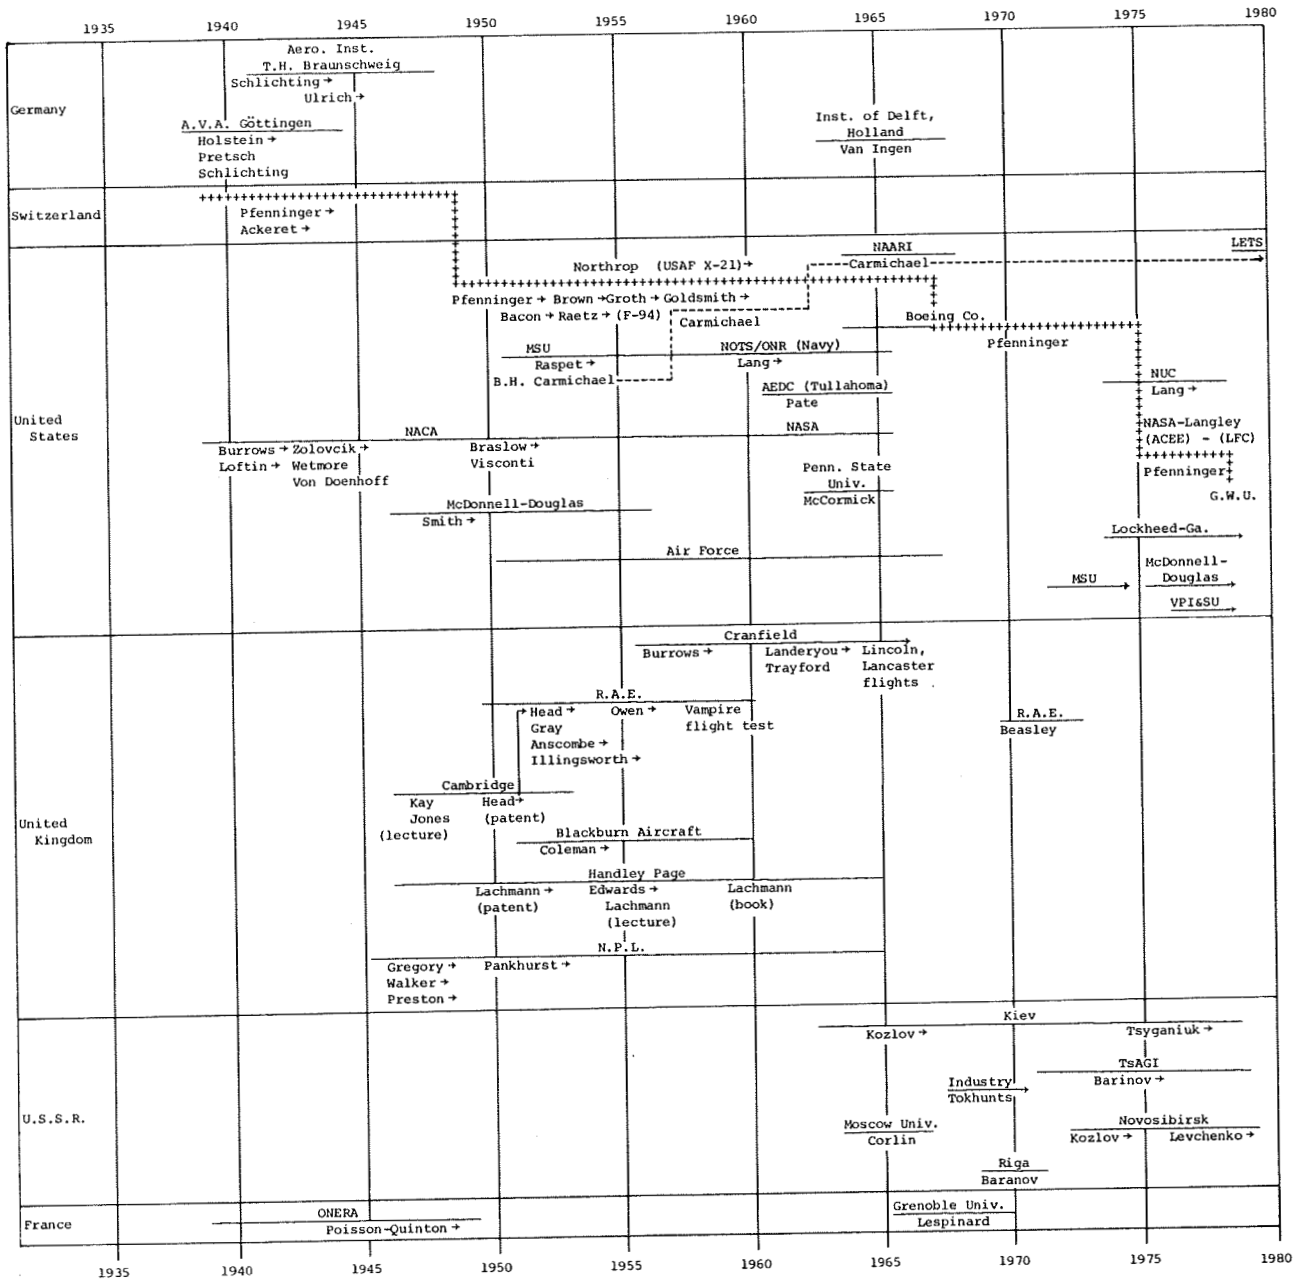 1935 1940 1945 1950 1955 1960 1965 1970 1975 1980
Germany
Aero. Inst.
T.H. Braunschweig
Schlichting→
Ulrich→
A.V.A. Göttingen
Holstein→
Pretsch
Schlichting
Inst. of Delft,
Holland
Van Ingen
Switzerland
Pfenninger→
Ackeret→
United
States
NAARI
Carmichael
LETS
Northrop (USAF X-21)→
Pfenninger→ Brown→Groth→Goldsmith→
Bacon→Raetz→(F-94)
Carmichael
Boeing Co.
Pfenninger
MSU
Raspet→
B.H. Carmichael
NOTS/ONR (Navy)
Lang→
AEDC (Tullahoma)
Pate
NUC
Lang→
NACA
NASA
Burrows→Zolovcik→
Loftin→ Wetmore
Von Doenhoff
Braslow→
Visconti
NASA-Langley
(ACEE) - (LFC)
Pfenninger
G.W.U.
Penn. State
Univ.
McCormick
McDonnell-Douglas
Smith→
Lockheed-Ga.
Air Force
MSU
McDonnell-
Douglas
VPI&SU
United
Kingdom
Cranfield
Burrows→
Landeryou→
Trayford
Lincoln,
Lancaster
flights
R.A.E.
Head→
Gray
Anscombe→
Illingsworth→
Owen→
Vampire
flight test
R.A.E.
Beasley
Cambridge
Kay
Jones
(lecture)
Head→
(patent)
Blackburn Aircraft
Coleman→
Handley Page
Lachmann→
(patent)
Edwards→
Lachmann
(lecture)
Lachmann
(book)
N.P.L.
Gregory→
Walker→
Preston→
Pankhurst→
U.S.S.R.
Kiev
Kozlov→
Tsyganiuk→
TsAGI
Barinov→
Industry
Tokhunts
Moscow Univ.
Corlin
Novosibirsk
Kozlov→
Levchenko→
Riga
Baranov
France
ONERA
Poisson-Quinton→
Grenoble Univ.
Lespinard
1935 1940 1945 1950 1955 1960 1965 1970 1975 1980